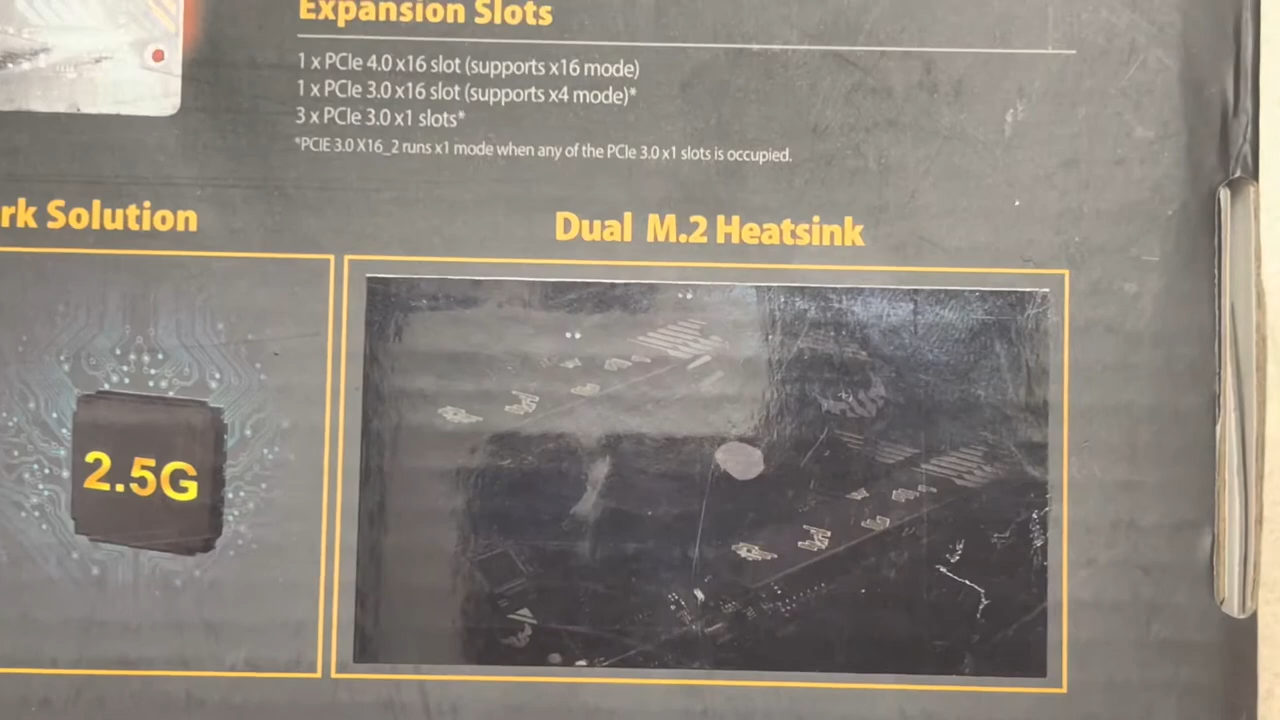 Expansion Slots
1 x PCIe 4.0 x16 slot (supports x16 mode)
1 x PCIe 3.0 x16 slot (supports x4 mode)*
3 x PCIe 3.0 x1 slots*
*PCIE 3.0 X16_2 runs x1 mode when any of the PCIe 3.0 x1 slots is occupied.
rk Solution
Dual M.2 Heatsink
2.5G